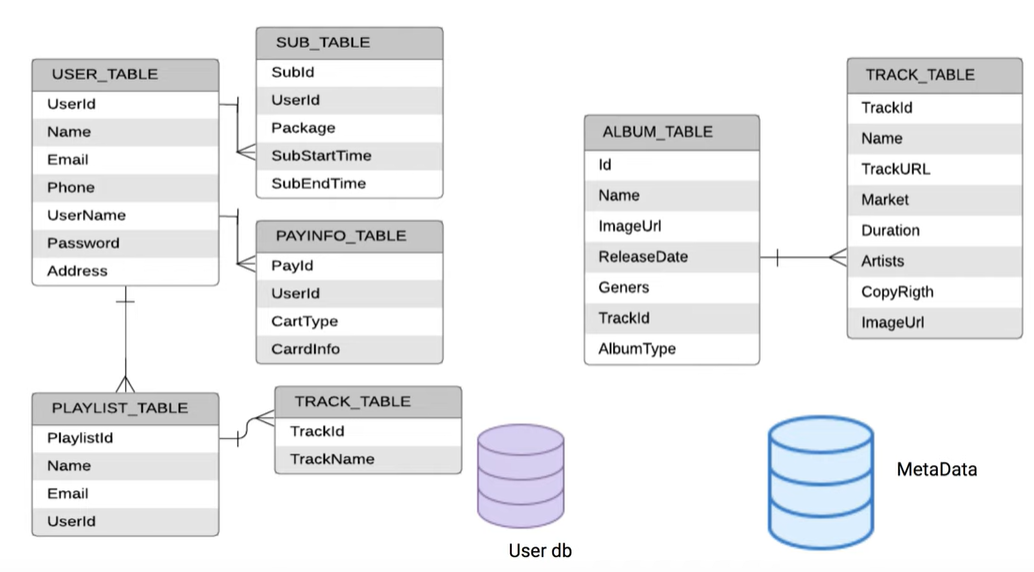 USER_TABLE
UserId
Name
Email
Phone
UserName
Password
Address
SUB_TABLE
SubId
UserId
Package
SubStartTime
SubEndTime
PAYINFO_TABLE
PayId
UserId
CartType
CarrdInfo
PLAYLIST_TABLE
PlaylistId
Name
Email
UserId
TRACK_TABLE
TrackId
TrackName
User db
ALBUM_TABLE
Id
Name
ImageUrl
ReleaseDate
Geners
TrackId
AlbumType
TRACK_TABLE
TrackId
Name
TrackURL
Market
Duration
Artists
CopyRigth
ImageUrl
MetaData